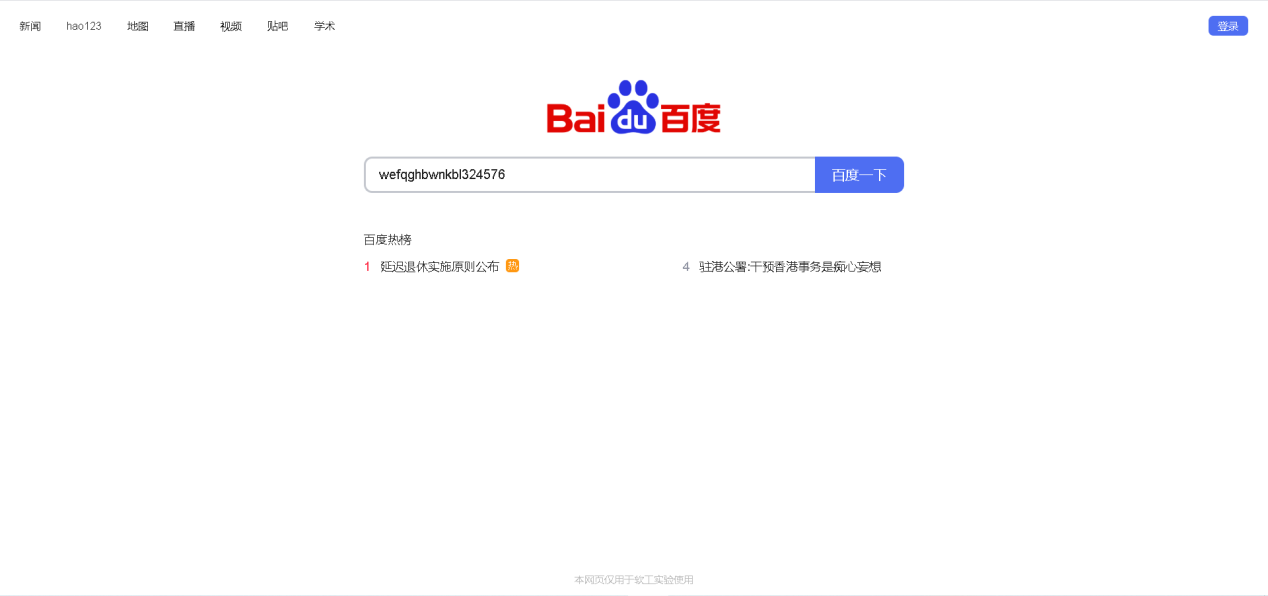 新闻 hao123 地图 直播 视频 贴吧 学术 登录
Bai du 百度
wefqghbwnkbl324576 百度一下
百度热榜
1 延迟退休实施原则公布 热 4 驻港公署:干预香港事务是痴心妄想
本网页仅用于软工实验使用